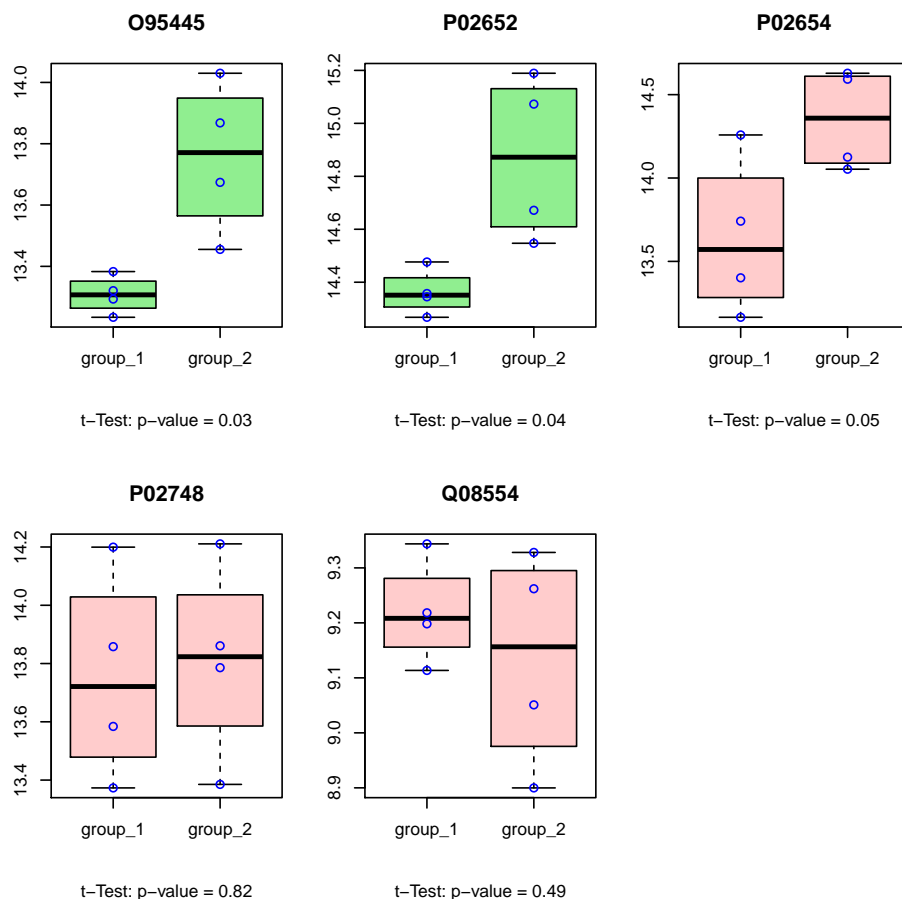 O95445
14.0
13.8
13.6
13.4
group_1 group_2
t−Test: p−value = 0.03
P02652
15.2
15.0
14.8
14.6
14.4
group_1 group_2
t−Test: p−value = 0.04
P02654
14.5
14.0
13.5
group_1 group_2
t−Test: p−value = 0.05
P02748
14.2
14.0
13.8
13.6
13.4
group_1 group_2
t−Test: p−value = 0.82
Q08554
9.3
9.2
9.1
9.0
8.9
group_1 group_2
t−Test: p−value = 0.49